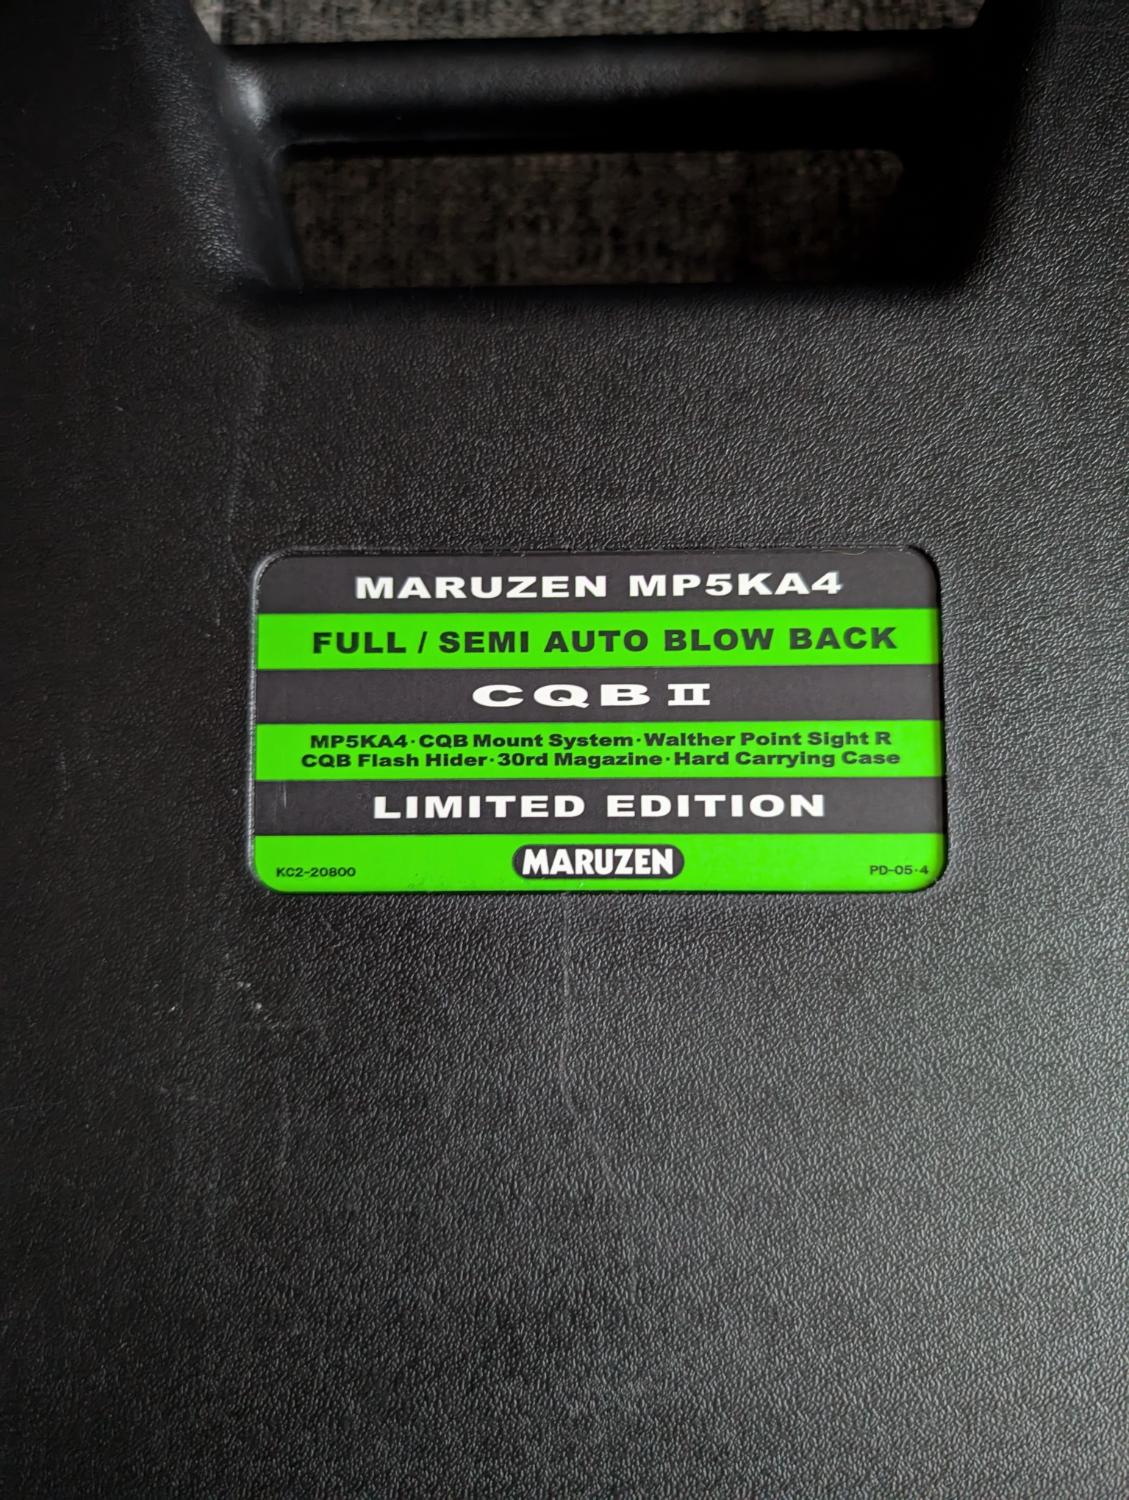 MARUZEN MP5KA4
FULL / SEMI AUTO BLOW BACK
CQB II
MP5KA4·CQB Mount System·Walther Point Sight R
CQB Flash Hider·30rd Magazine·Hard Carrying Case
LIMITED EDITION
MARUZEN
KC2-20800
PD-05·4